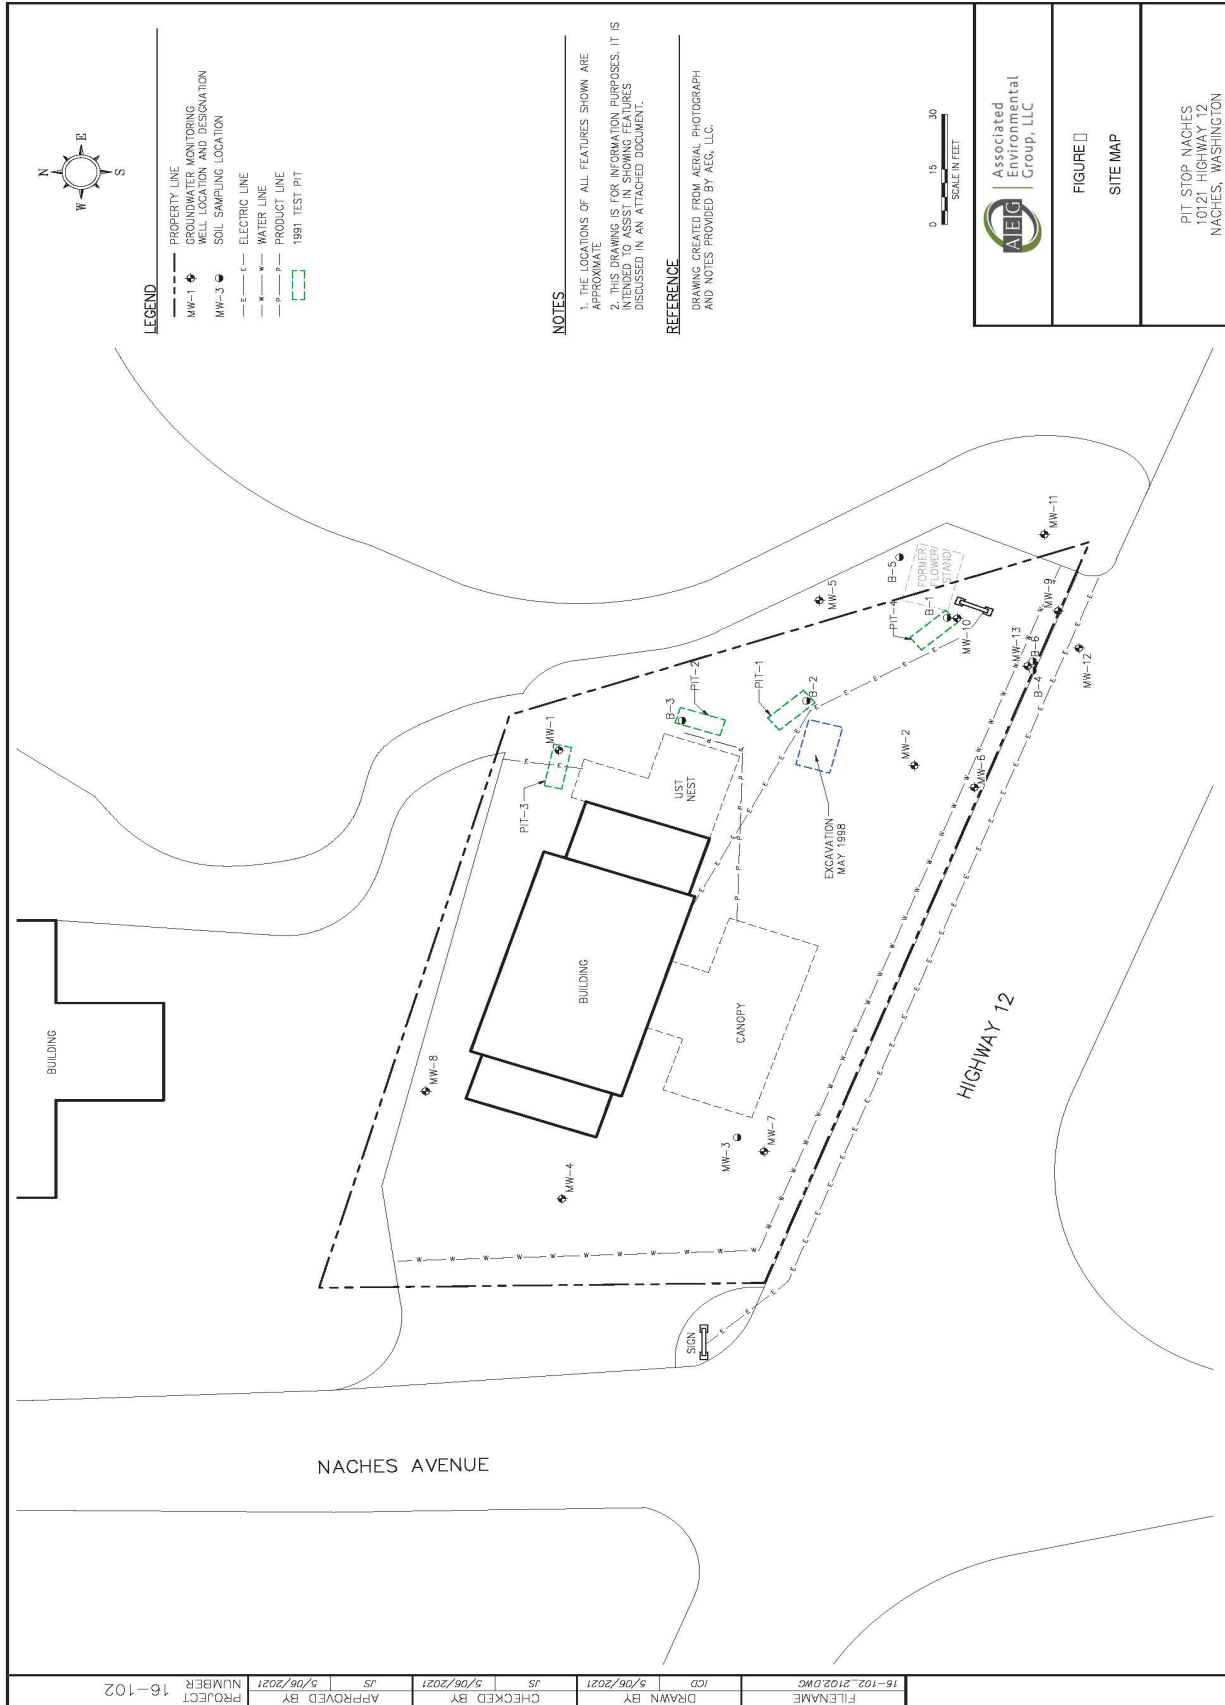 LEGEND
PROPERTY LINE
MW-1 GROUNDWATER MONITORING
WELL LOCATION AND DESIGNATION
MW-3 SOIL SAMPLING LOCATION
E E ELECTRIC LINE
W W WATER LINE
P P PRODUCT LINE
1991 TEST PIT
N
E
S
W
NOTES
1. THE LOCATIONS OF ALL FEATURES SHOWN ARE
APPROXIMATE
2. THIS DRAWING IS FOR INFORMATION PURPOSES. IT IS
INTENDED TO ASSIST IN SHOWING FEATURES
DISCUSSED IN AN ATTACHED DOCUMENT.
REFERENCE
DRAWING CREATED FROM AERIAL PHOTOGRAPH
AND NOTES PROVIDED BY AEG, LLC.
0 15 30
SCALE IN FEET
AEG
Associated
Environmental
Group, LLC
FIGURE
SITE MAP
PIT STOP NACHES
10121 HIGHWAY 12
NACHES, WASHINGTON
BUILDING
MW-8
MW-4
BUILDING
PIT-3
MW-1
UST
NEST
B-3
PIT-2
PIT-1
B-2
EXCAVATION
MAY 1998
CANOPY
MW-3
MW-7
MW-2
MW-6
MW-5
B-5
FORMER
FLOWER
STAND
PIT-4
B-1
MW-10
MW-13
B-6
B-4
MW-9
MW-12
MW-11
SIGN
HIGHWAY 12
NACHES AVENUE
FILENAME
16-102_2102.DWG
DRAWN BY
JCD
5/06/2021
CHECKED BY
JS
5/06/2021
APPROVED BY
JS
5/06/2021
PROJECT
NUMBER
16-102